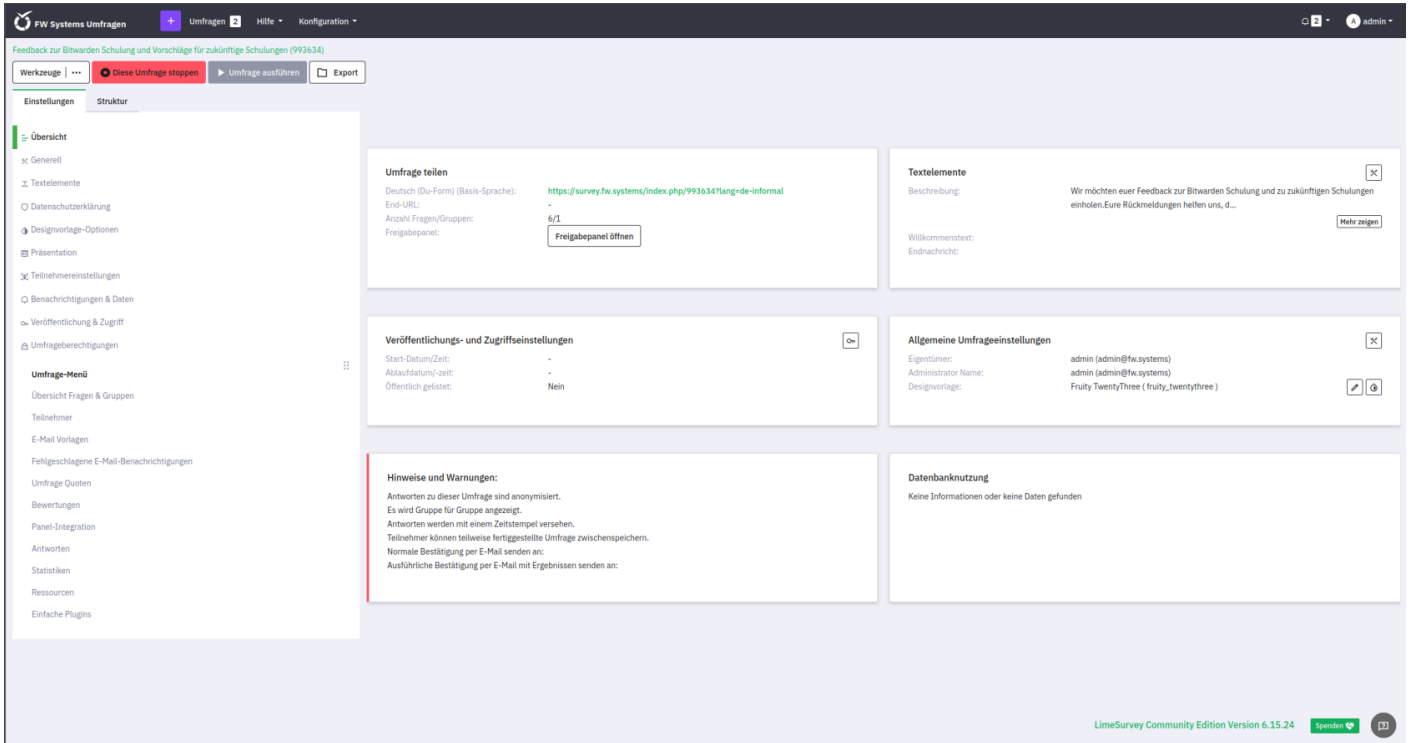 FW Systems Umfragen + Umfragen 2 Hilfe Konfiguration 2 A admin
Feedback zur Bitwarden Schulung und Vorschläge für zukünftige Schulungen (993634)
Werkzeuge ... Diese Umfrage stoppen Umfrage ausführen Export
Einstellungen Struktur
Übersicht
Generell
Textelemente
Datenschutzerklärung
Designvorlage-Optionen
Präsentation
Teilnehmereinstellungen
Benachrichtigungen & Daten
Veröffentlichung & Zugriff
Umfrageberechtigungen
Umfrage-Menü
Übersicht Fragen & Gruppen
Teilnehmer
E-Mail Vorlagen
Fehlgeschlagene E-Mail-Benachrichtigungen
Umfrage Quoten
Bewertungen
Panel-Integration
Antworten
Statistiken
Ressourcen
Einfache Plugins
Umfrage teilen
Deutsch (Du-Form) (Basis-Sprache): https://survey.fw.systems/index.php/993634?lang=de-informal
End-URL: -
Anzahl Fragen/Gruppen: 6/1
Freigabepanel: Freigabepanel öffnen
Textelemente
Beschreibung: Wir möchten euer Feedback zur Bitwarden Schulung und zu zukünftigen Schulungen
einholen.Eure Rückmeldungen helfen uns, d...
Mehr zeigen
Willkommenstext:
Endnachricht:
Veröffentlichungs- und Zugriffseinstellungen
Start-Datum/Zeit: -
Ablaufdatum/-zeit: -
Öffentlich gelistet: Nein
Allgemeine Umfrageeinstellungen
Eigentümer: admin (admin@fw.systems)
Administrator Name: admin (admin@fw.systems)
Designvorlage: Fruity TwentyThree ( fruity_twentythree )
Hinweise und Warnungen:
Antworten zu dieser Umfrage sind anonymisiert.
Es wird Gruppe für Gruppe angezeigt.
Antworten werden mit einem Zeitstempel versehen.
Teilnehmer können teilweise fertiggestellte Umfrage zwischenspeichern.
Normale Bestätigung per E-Mail senden an:
Ausführliche Bestätigung per E-Mail mit Ergebnissen senden an:
Datenbanknutzung
Keine Informationen oder keine Daten gefunden
LimeSurvey Community Edition Version 6.15.24 Spenden